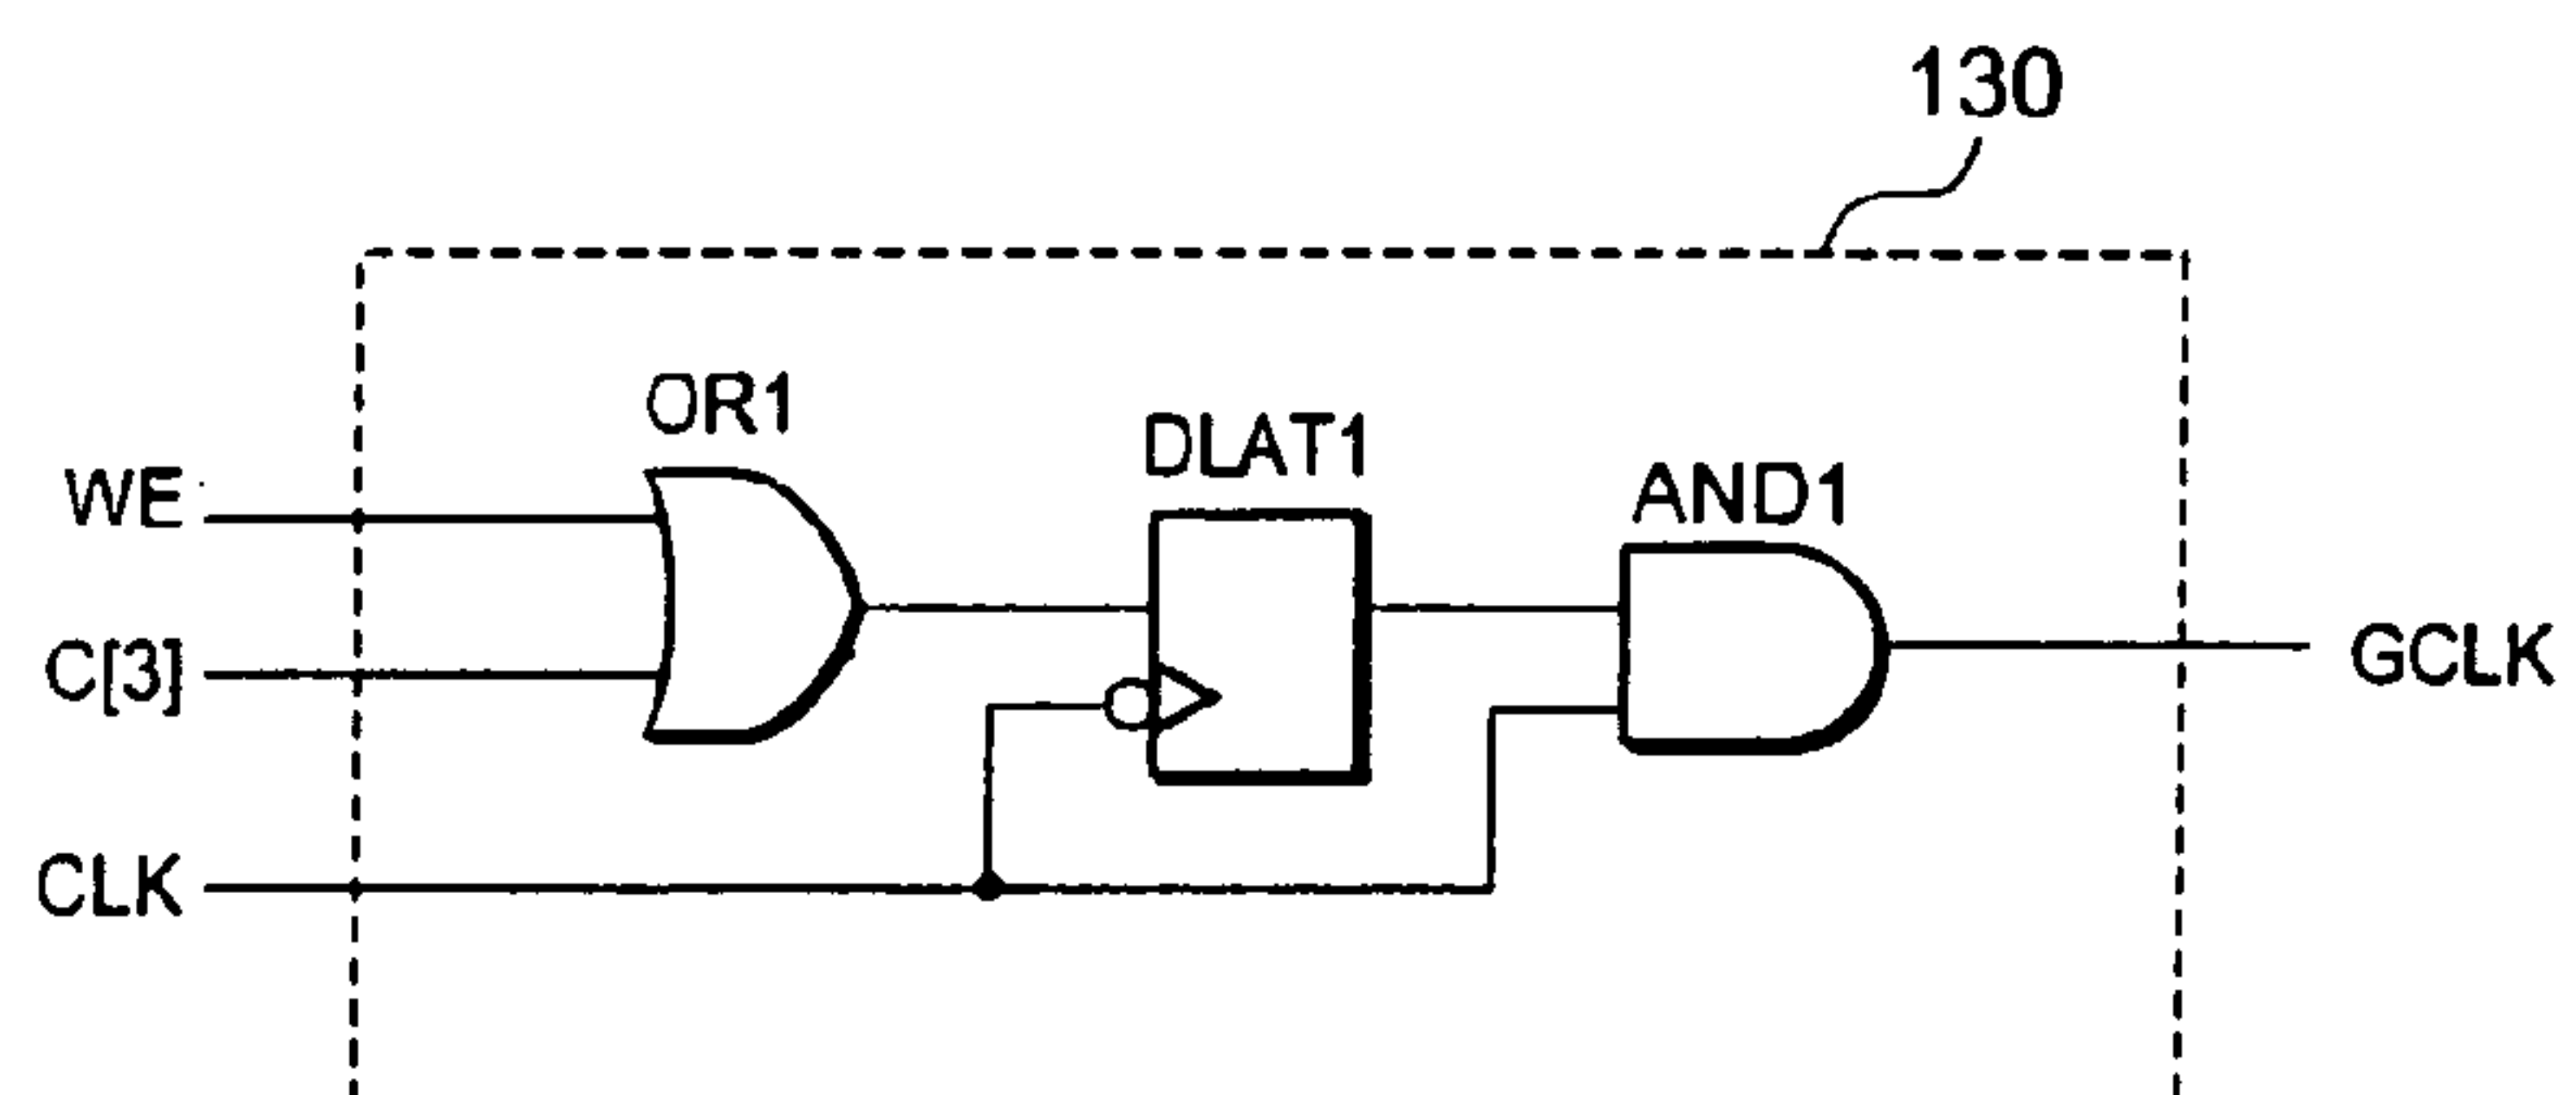 130
OR1
DLAT1
AND1
WE
C[3]
GCLK
CLK